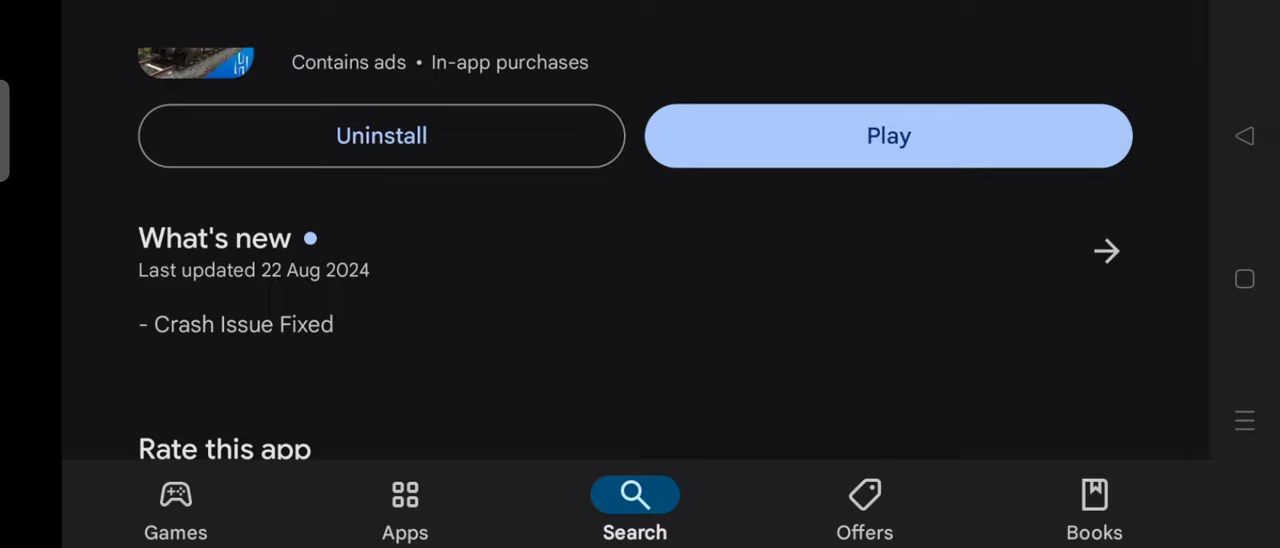 Contains ads • In-app purchases
Uninstall
Play
What's new
Last updated 22 Aug 2024
- Crash Issue Fixed
Rate this app
Games
Apps
Search
Offers
Books